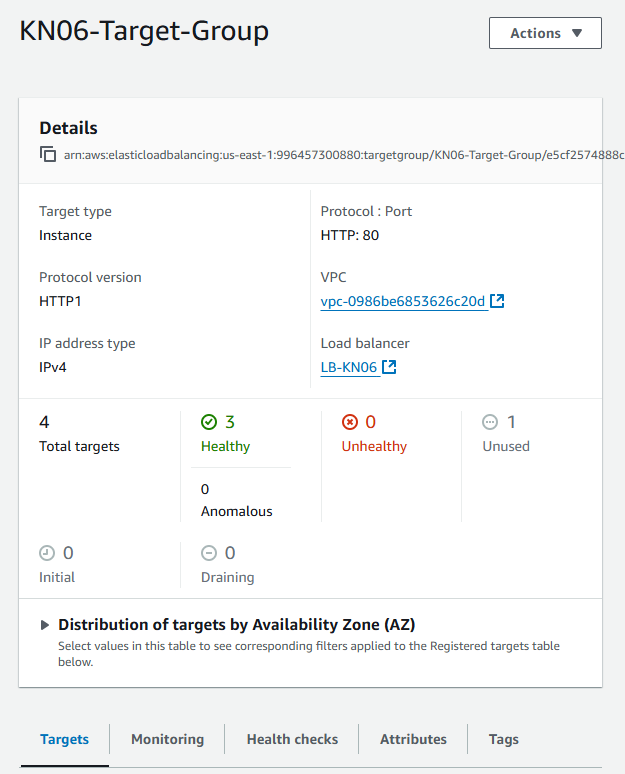 KN06-Target-Group
Actions
Details
arn:aws:elasticloadbalancing:us-east-1:996457300880:targetgroup/KN06-Target-Group/e5cf2574888c
Target type
Instance
Protocol : Port
HTTP: 80
Protocol version
HTTP1
VPC
vpc-0986be6853626c20d
IP address type
IPv4
Load balancer
LB-KN06
4
Total targets
3
Healthy
0
Anomalous
0
Unhealthy
1
Unused
0
Initial
0
Draining
Distribution of targets by Availability Zone (AZ)
Select values in this table to see corresponding filters applied to the Registered targets table
below.
Targets
Monitoring
Health checks
Attributes
Tags